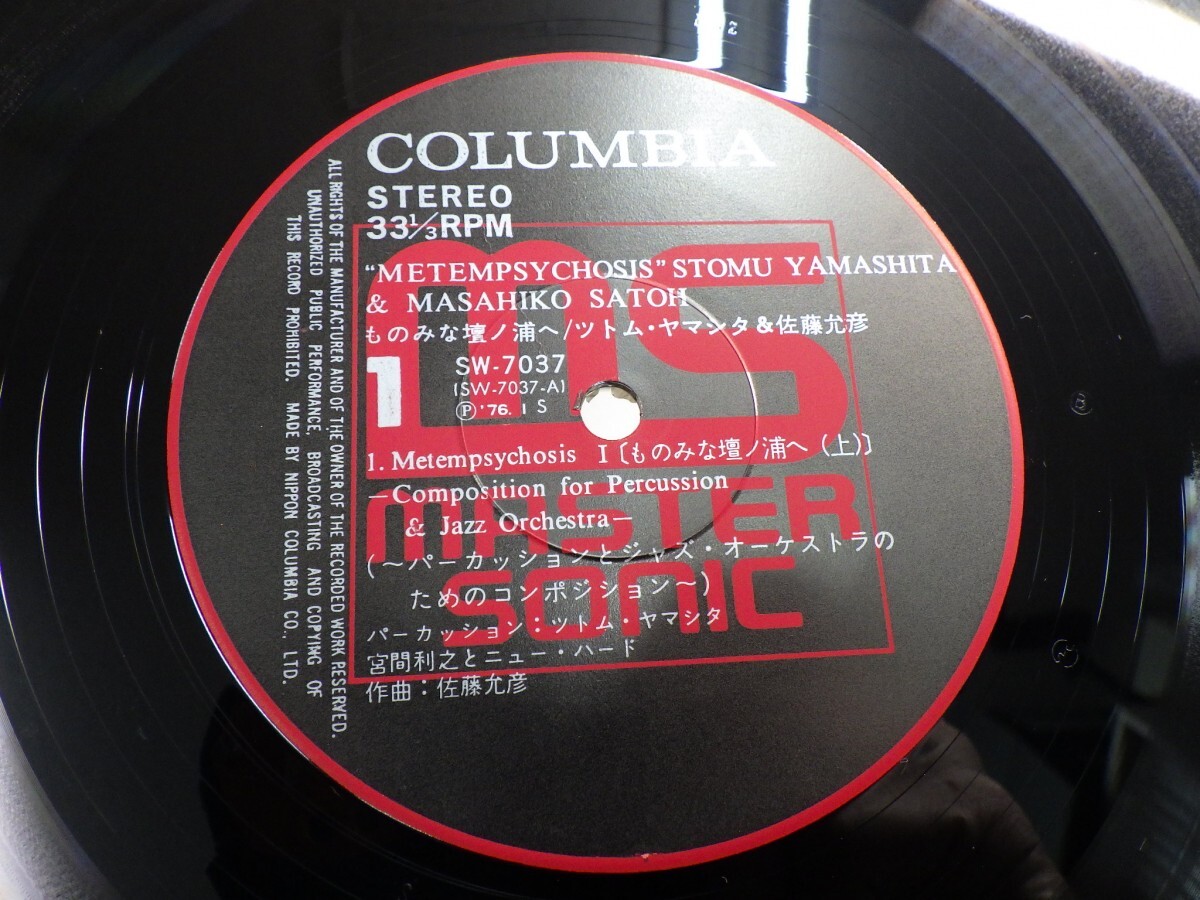 COLUMBIA
STEREO
33⅓RPM
"METEMPSYCHOSIS" STOMU YAMASHITA
& MASAHIKO SATOH
ものみな壇ノ浦へ/ツトム・ヤマシタ&佐藤允彦
1
SW-7037
(SW-7037-A)
Ⓟ '76. 1 S
1. Metempsychosis I〔ものみな壇ノ浦へ (上)〕
—Composition for Percussion
& Jazz Orchestra—
(〜パーカッションとジャズ・オーケストラの
ためのコンポジション〜)
パーカッション:ツトム・ヤマシタ
宮間利之とニュー・ハード
作曲:佐藤允彦
ms
MASTER
SONIC
ALL RIGHTS OF THE MANUFACTURER AND OF THE OWNER OF THE RECORDED WORK RESERVED.
UNAUTHORIZED PUBLIC PERFORMANCE, BROADCASTING AND COPYING OF
THIS RECORD PROHIBITED. MADE BY NIPPON COLUMBIA CO., LTD.